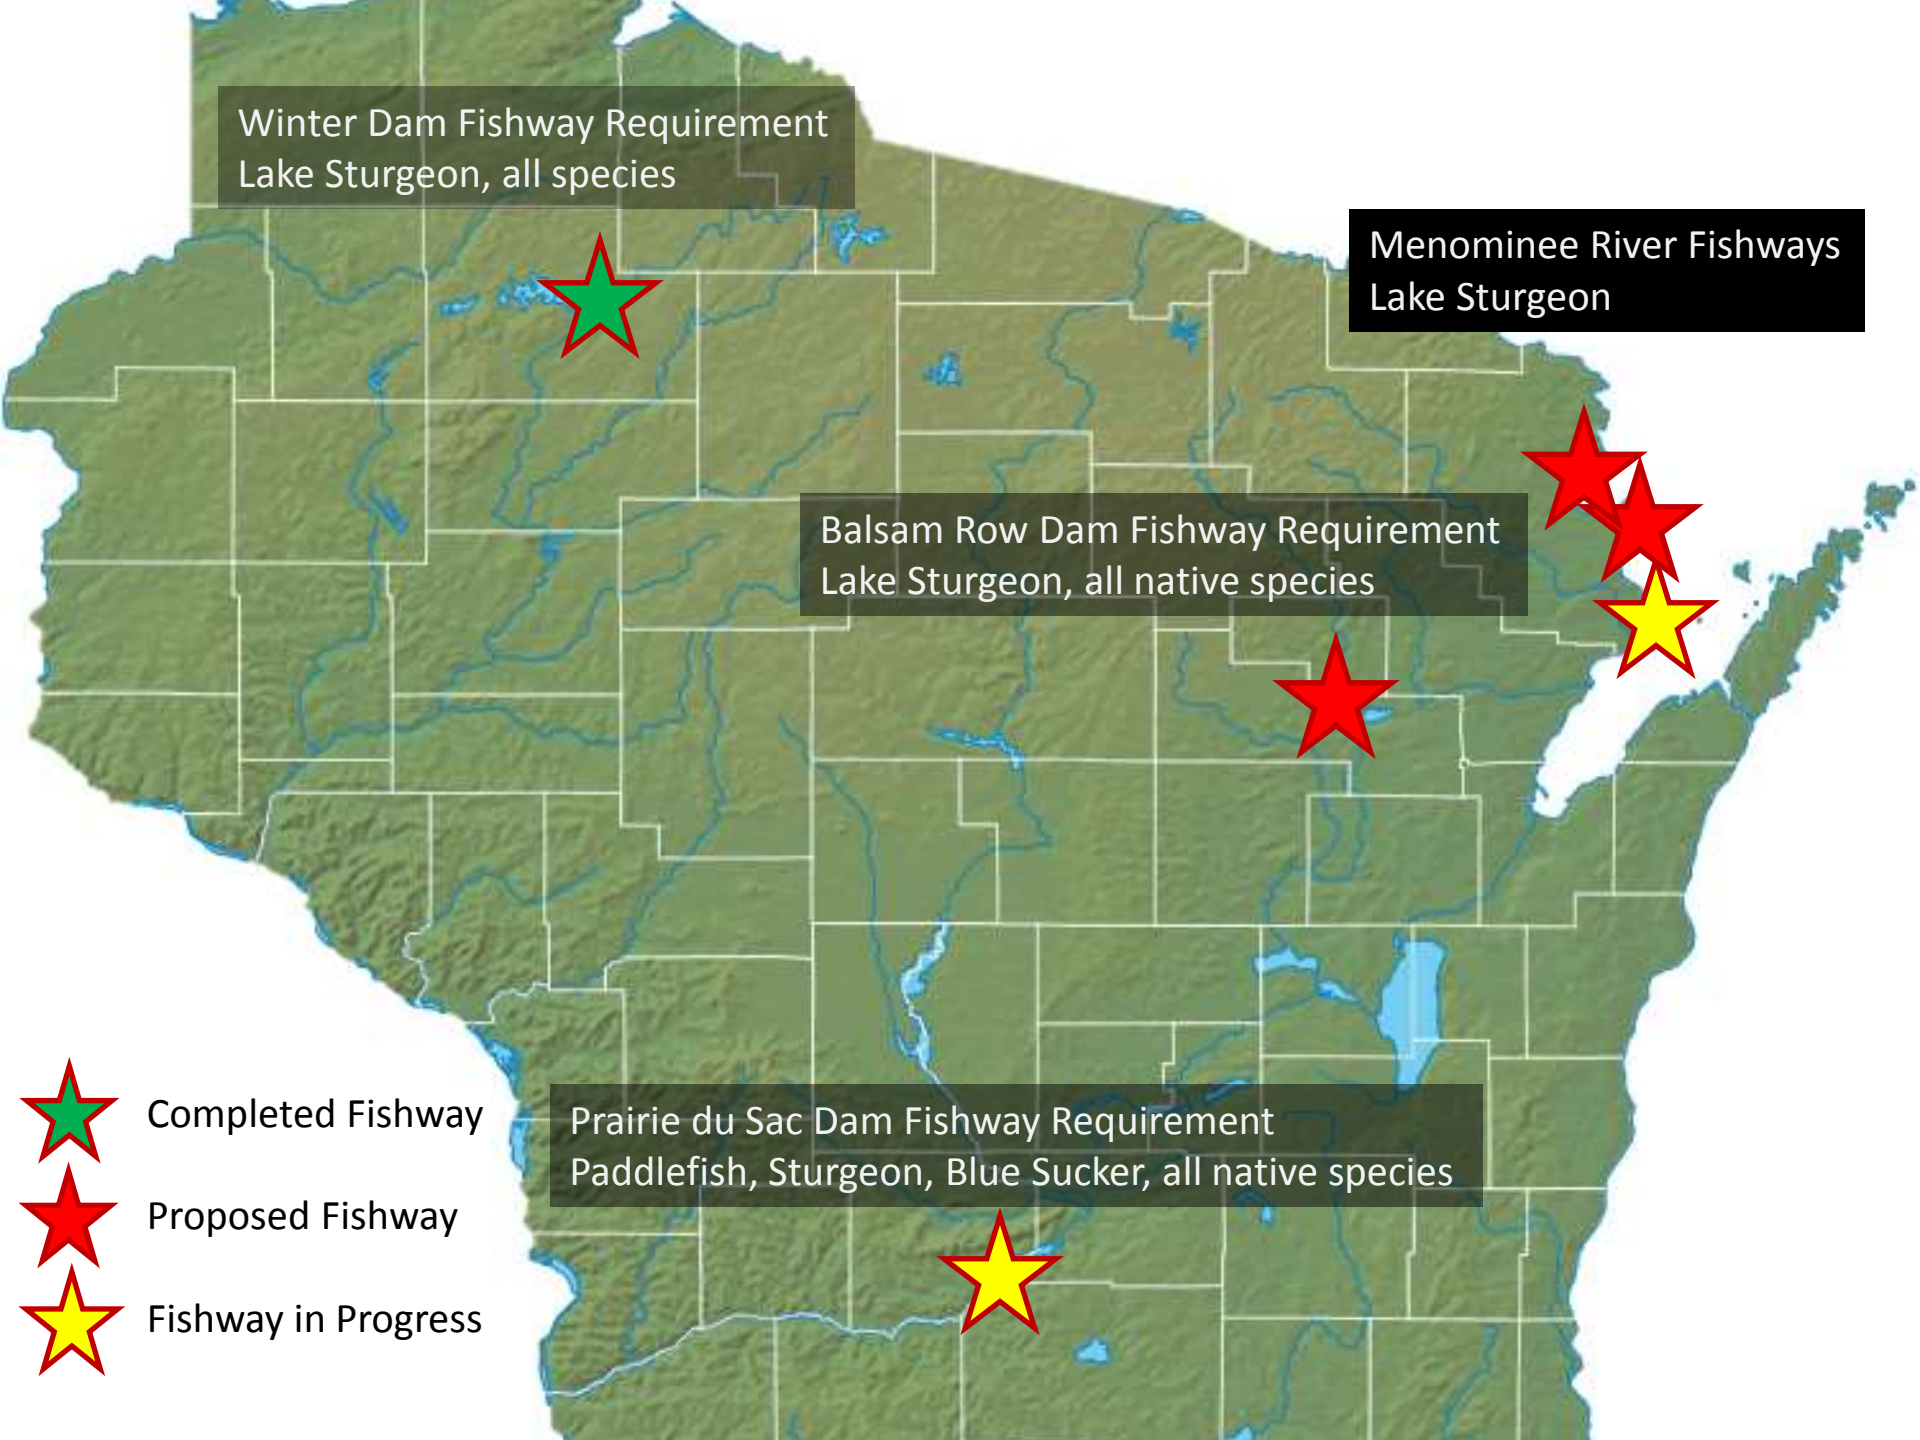 Winter Dam Fishway Requirement
Lake Sturgeon, all species
Menominee River Fishways
Lake Sturgeon
Balsam Row Dam Fishway Requirement
Lake Sturgeon, all native species
Prairie du Sac Dam Fishway Requirement
Paddlefish, Sturgeon, Blue Sucker, all native species
Completed Fishway
Proposed Fishway
Fishway in Progress